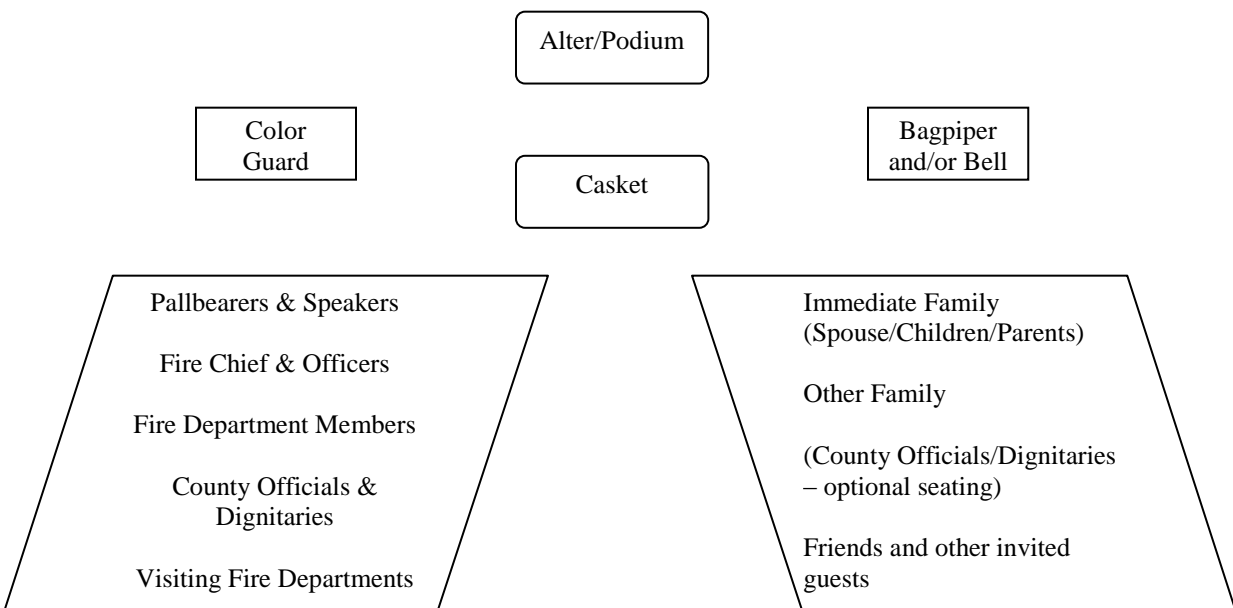 Alter/Podium
Color
Guard
Bagpiper
and/or Bell
Casket
Pallbearers & Speakers
Fire Chief & Officers
Fire Department Members
County Officials &
Dignitaries
Visiting Fire Departments
Immediate Family
(Spouse/Children/Parents)
Other Family
(County Officials/Dignitaries
– optional seating)
Friends and other invited
guests